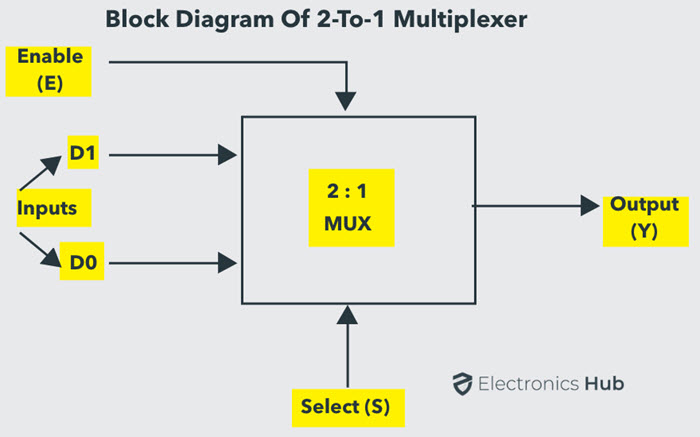 Block Diagram Of 2-To-1 Multiplexer
Enable
(E)
D1
Inputs
D0
2 : 1
MUX
Output
(Y)
Select (S)
Electronics Hub